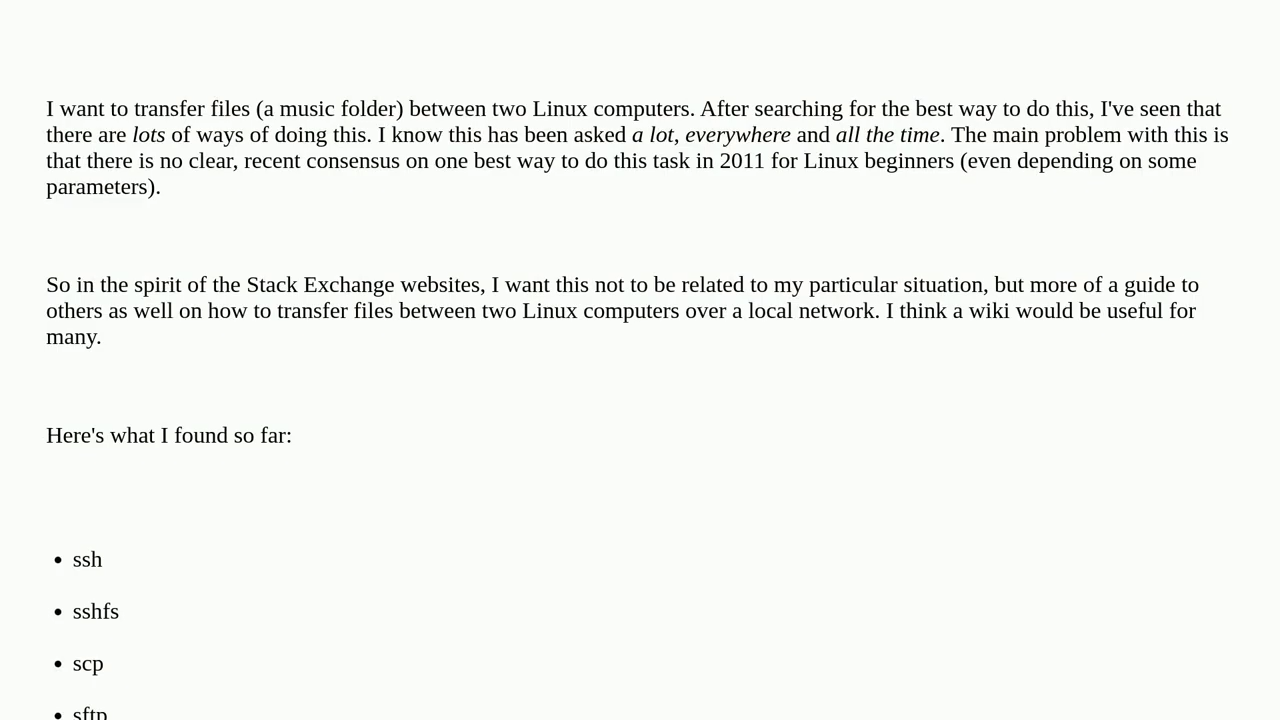 I want to transfer files (a music folder) between two Linux computers. After searching for the best way to do this, I've seen that
there are lots of ways of doing this. I know this has been asked a lot, everywhere and all the time. The main problem with this is
that there is no clear, recent consensus on one best way to do this task in 2011 for Linux beginners (even depending on some
parameters).
So in the spirit of the Stack Exchange websites, I want this not to be related to my particular situation, but more of a guide to
others as well on how to transfer files between two Linux computers over a local network. I think a wiki would be useful for
many.
Here's what I found so far:
• ssh
• sshfs
• scp
• sftp